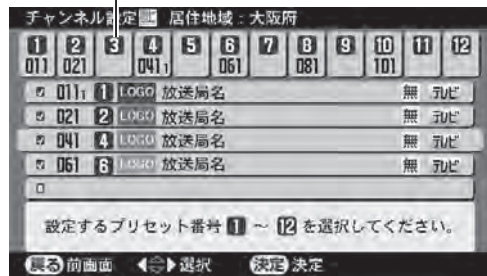 チャンネル設定 居住地域：大阪府
1 2 3 4 5 6 7 8 9 10 11 12
011 021 041₁ 061 081 101
011₁ 1 LOGO 放送局名 無 テレビ
021 2 LOGO 放送局名 無 テレビ
041 4 LOGO 放送局名 無 テレビ
061 6 LOGO 放送局名 無 テレビ
設定するプリセット番号 1 ～ 12 を選択してください。
戻る 前画面 選択 決定 決定